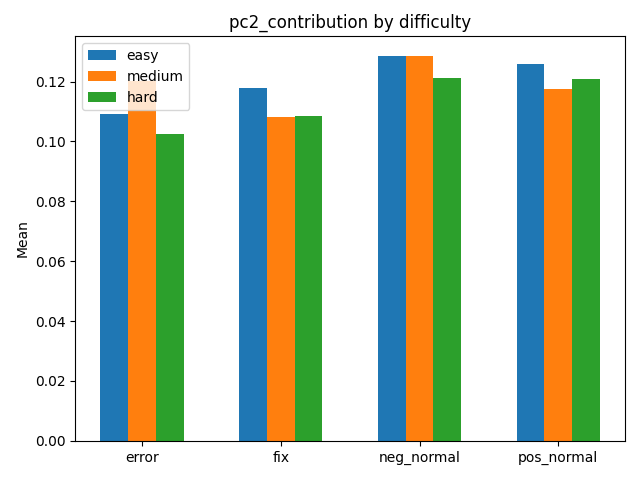 pc2_contribution by difficulty
easy
medium
hard
Mean
0.12
0.10
0.08
0.06
0.04
0.02
0.00
error
fix
neg_normal
pos_normal